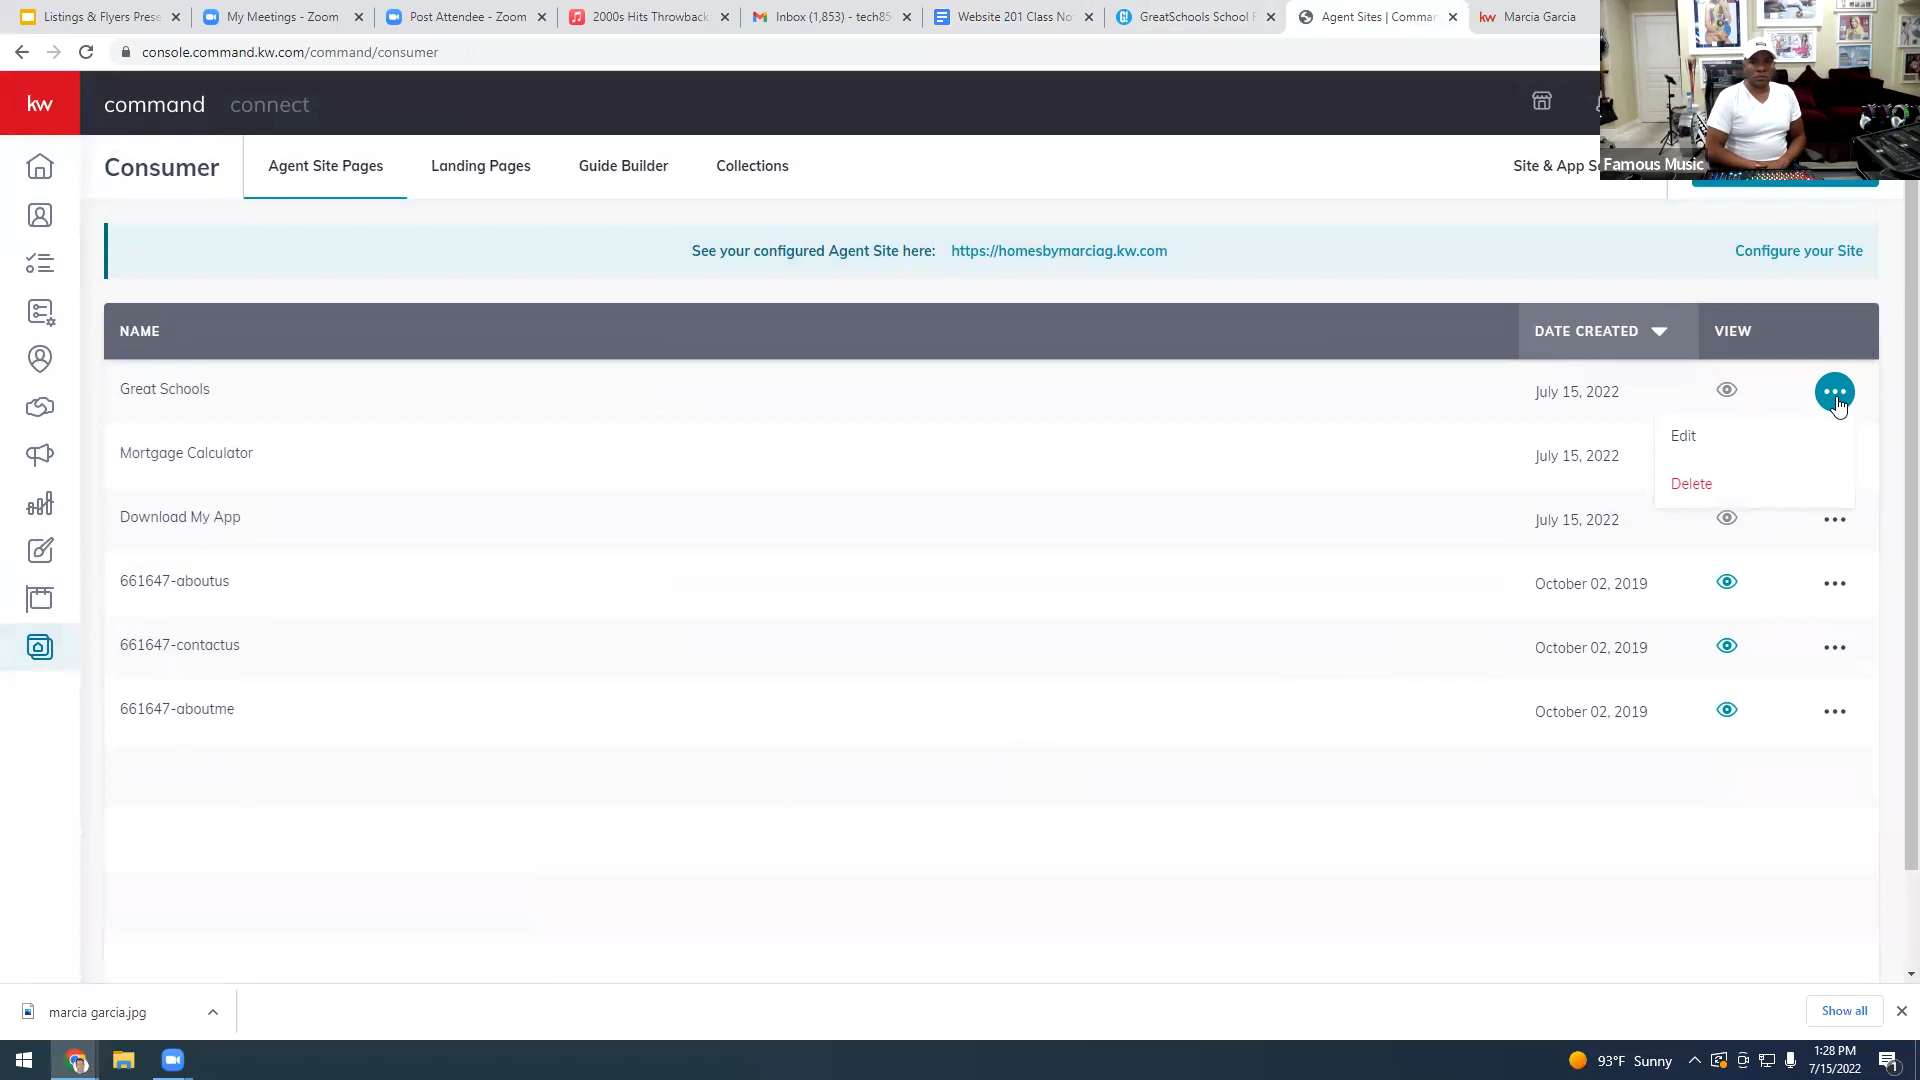 Listings & Flyers Prese
My Meetings - Zoom
Post Attendee - Zoom
2000s Hits Throwback
Inbox (1,853) - tech85
Website 201 Class No
GreatSchools School R
Agent Sites | Comman
Marcia Garcia
console.command.kw.com/command/consumer
kw
command
connect
Consumer
Agent Site Pages
Landing Pages
Guide Builder
Collections
Site & App S
Famous Music
See your configured Agent Site here:
https://homesbymarciag.kw.com
Configure your Site
NAME
DATE CREATED
VIEW
Great Schools
July 15, 2022
Edit
Mortgage Calculator
July 15, 2022
Delete
Download My App
July 15, 2022
661647-aboutus
October 02, 2019
661647-contactus
October 02, 2019
661647-aboutme
October 02, 2019
marcia garcia.jpg
Show all
93°F Sunny
1:28 PM
7/15/2022
1